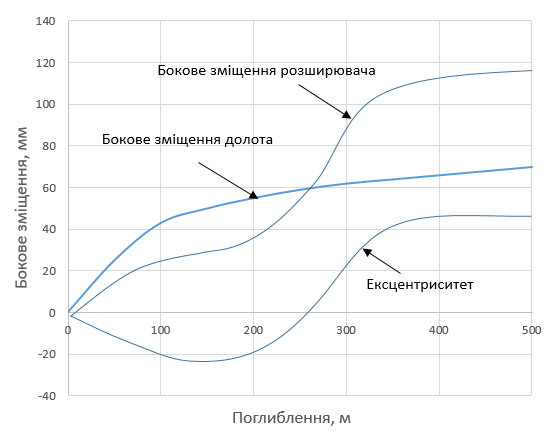 140
120
Бокове зміщення розширювача
100
Бокове зміщення долота
80
60
40
20
Ексцентриситет
0
0 100 200 300 400 500
-20
-40
Бокове зміщення, мм
Поглиблення, м